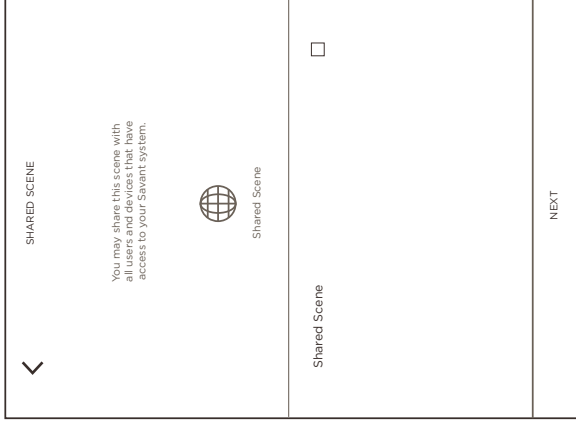 SHARED SCENE
You may share this scene with
all users and devices that have
access to your Savant system.
Shared Scene
Shared Scene
NEXT